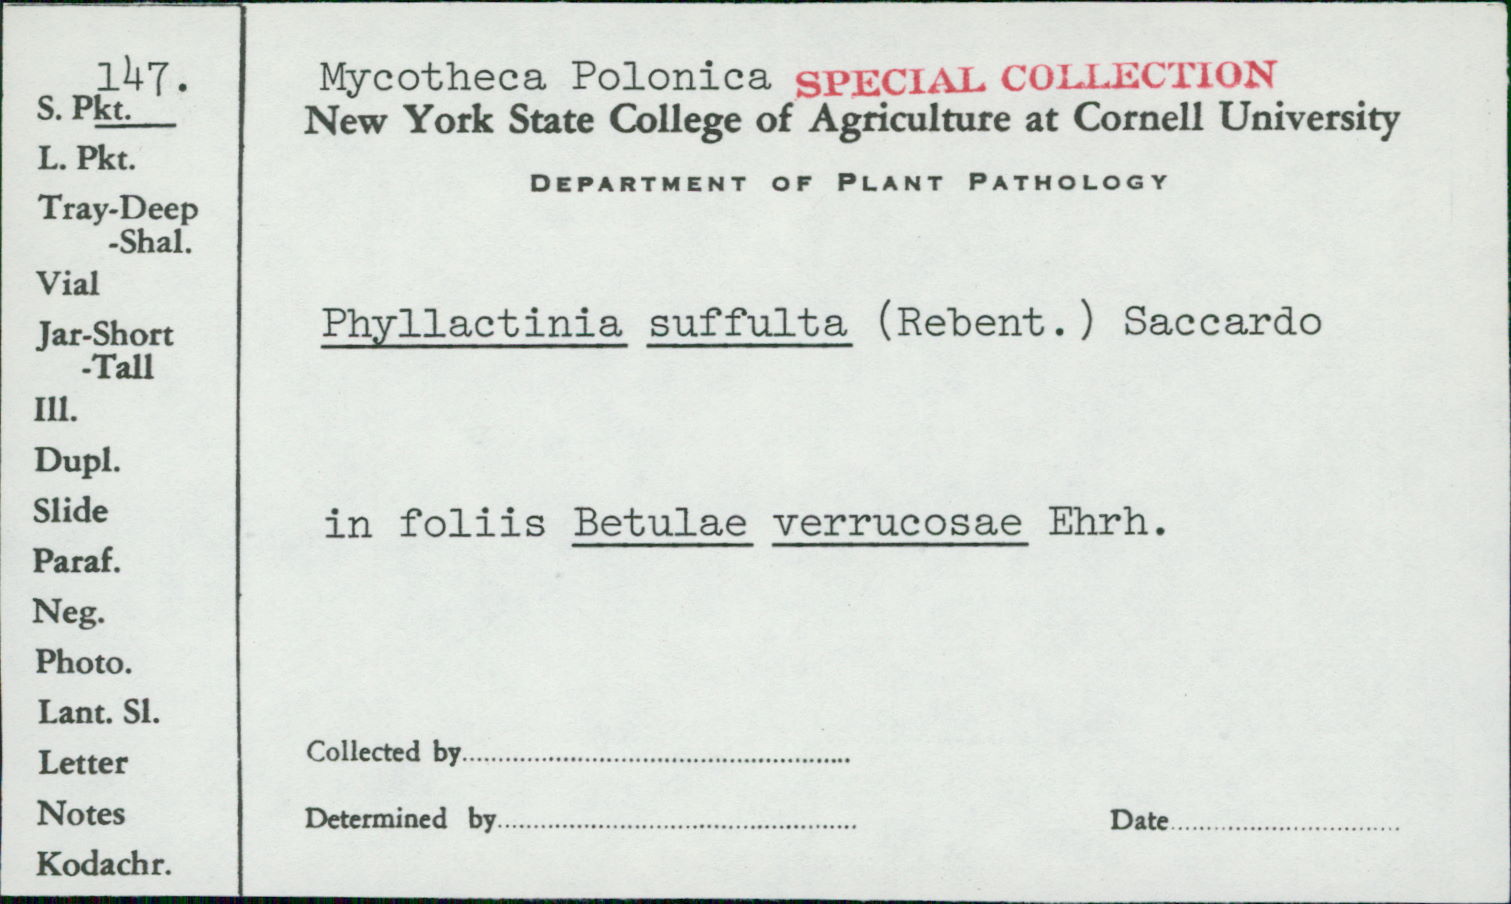 147.
S. Pkt.
L. Pkt.
Tray-Deep
-Shal.
Vial
Jar-Short
-Tall
Ill.
Dupl.
Slide
Paraf.
Neg.
Photo.
Lant. Sl.
Letter
Notes
Kodachr.
Mycotheca Polonica SPECIAL COLLECTION
New York State College of Agriculture at Cornell University
DEPARTMENT OF PLANT PATHOLOGY
Phyllactinia suffulta (Rebent.) Saccardo
in foliis Betulae verrucosae Ehrh.
Collected by
Determined by Date